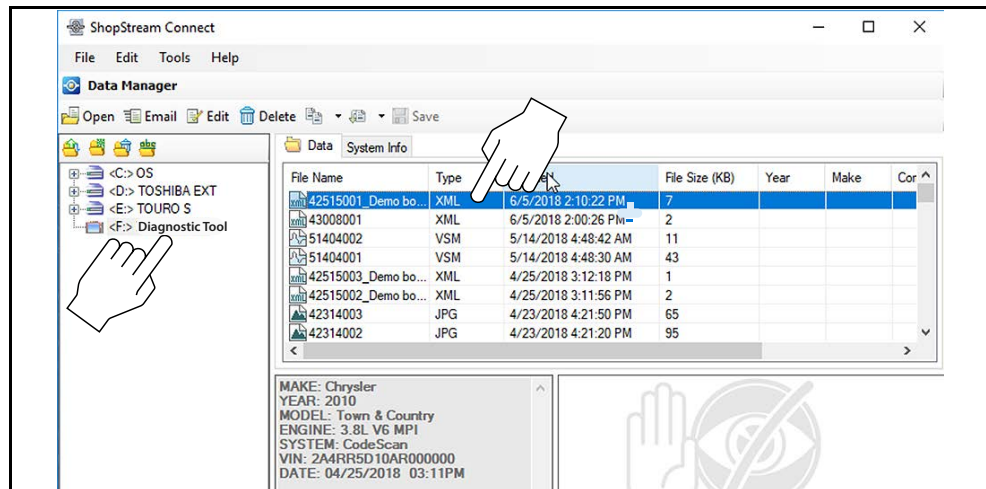 ShopStream Connect
File Edit Tools Help
Data Manager
Open Email Edit Delete Save
Data System Info
<C:> OS
<D:> TOSHIBA EXT
<E:> TOURO S
<F:> Diagnostic Tool
File Name Type File Size (KB) Year Make Cor
42515001_Demo bo... XML 6/5/2018 2:10:22 PM 7
43008001 XML 6/5/2018 2:00:26 PM 2
51404002 VSM 5/14/2018 4:48:42 AM 11
51404001 VSM 5/14/2018 4:48:30 AM 43
42515003_Demo bo... XML 4/25/2018 3:12:18 PM 1
42515002_Demo bo... XML 4/25/2018 3:11:56 PM 2
42314003 JPG 4/23/2018 4:21:50 PM 65
42314002 JPG 4/23/2018 4:21:20 PM 95
MAKE: Chrysler
YEAR: 2010
MODEL: Town & Country
ENGINE: 3.8L V6 MPI
SYSTEM: CodeScan
VIN: 2A4RR5D10AR000000
DATE: 04/25/2018 03:11PM